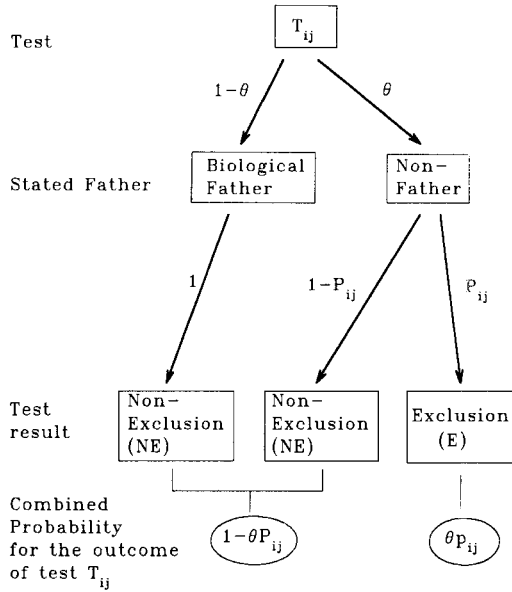 Test
T_ij
1-θ
θ
Stated Father
Biological
Father
Non-
Father
1
1-P_ij
P_ij
Test
result
Non-
Exclusion
(NE)
Non-
Exclusion
(NE)
Exclusion
(E)
Combined
Probability
for the outcome
of test T_ij
1-θP_ij
θp_ij